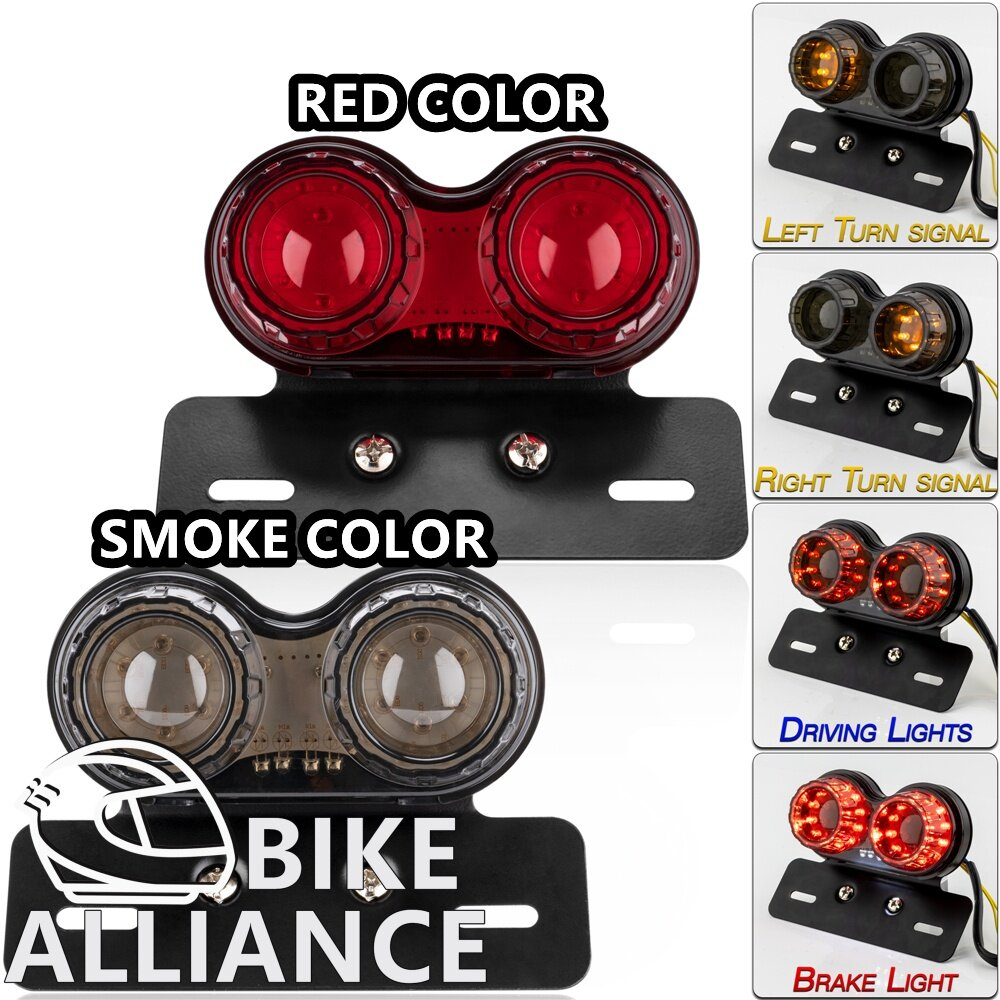 RED COLOR
SMOKE COLOR
BIKE
ALLIANCE
LEFT TURN SIGNAL
RIGHT TURN SIGNAL
DRIVING LIGHTS
BRAKE LIGHT